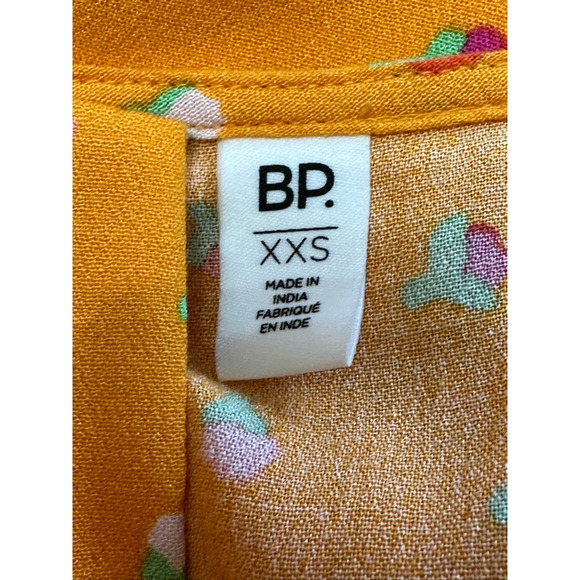 BP.
XXS
MADE IN
INDIA
FABRIQUÉ
EN INDE